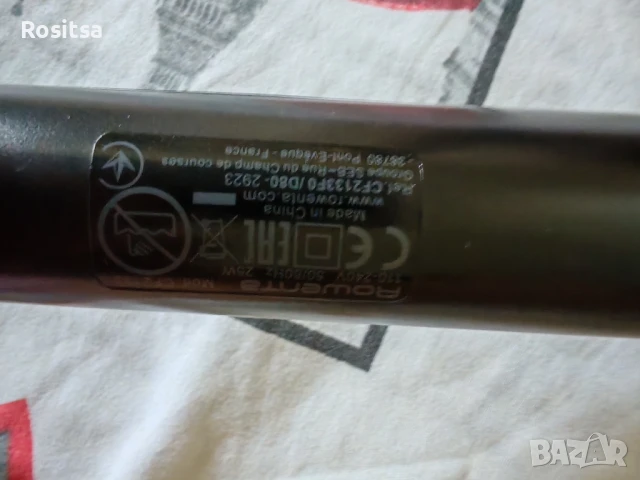 Rositsa
Rowenta
110-240V 50/60Hz 25W
CE EAC
Made in China
www.rowenta.com
Ref. CF2133F0/D80-2923
Groupe SEB-Rue du Champ de courses
38780 Pont-Evêque - France
BAZAR